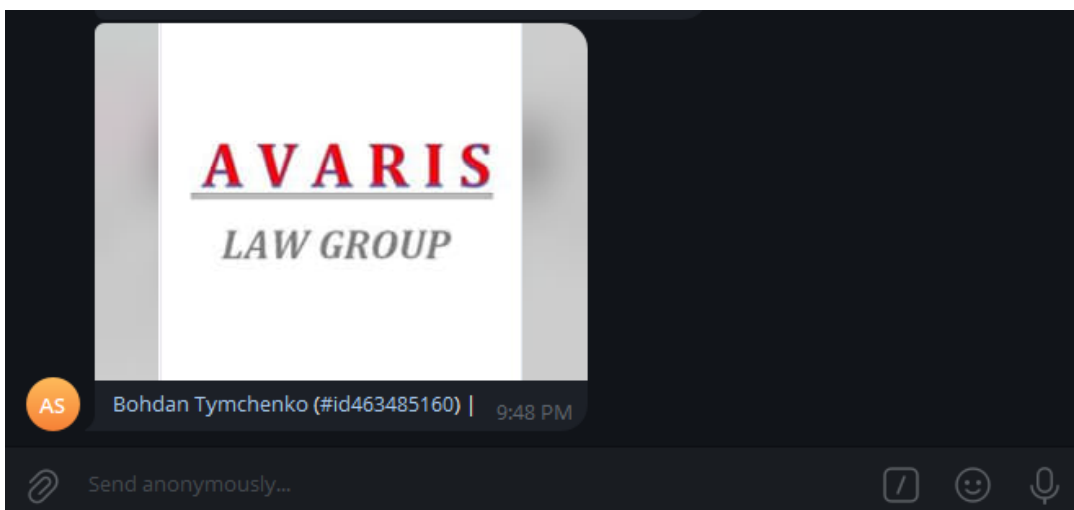 AVARIS
LAW GROUP
AS
Bohdan Tymchenko (#id463485160) |
9:48 PM
Send anonymously...
/